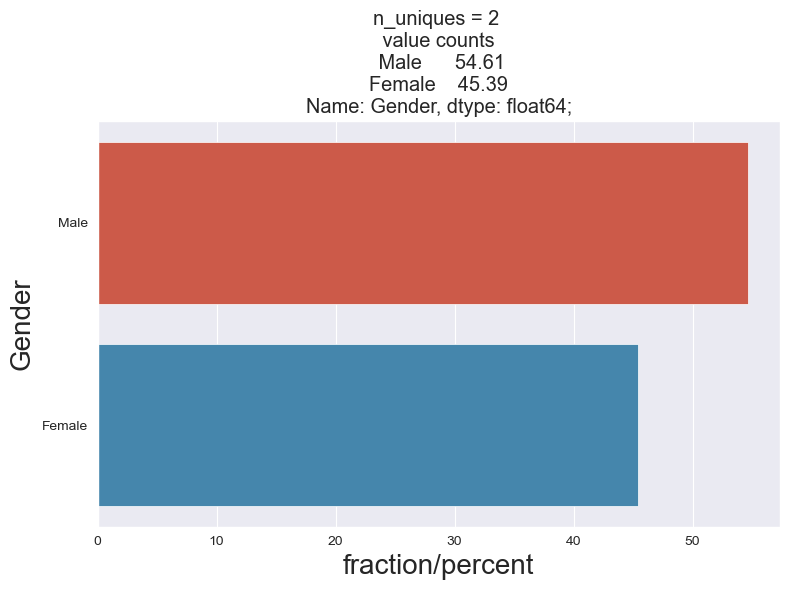 n_uniques = 2
value counts
Male 54.61
Female 45.39
Name: Gender, dtype: float64;
Gender
Male
Female
0 10 20 30 40 50
fraction/percent